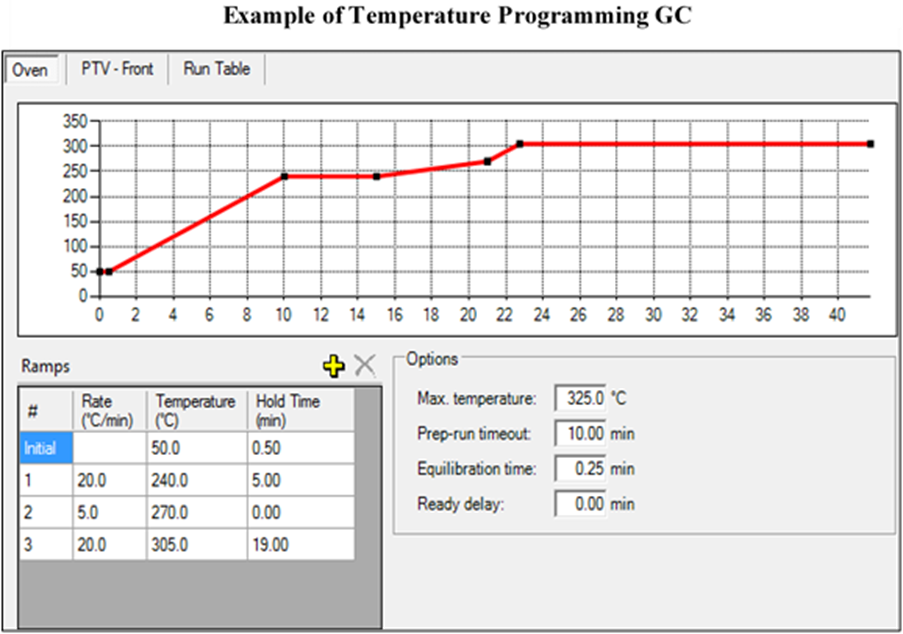 Example of Temperature Programming GC
Oven PTV - Front Run Table
350
300
250
200
150
100
50
0
0 2 4 6 8 10 12 14 16 18 20 22 24 26 28 30 32 34 36 38 40
Ramps
# Rate (°C/min) Temperature (°C) Hold Time (min)
Initial 50.0 0.50
1 20.0 240.0 5.00
2 5.0 270.0 0.00
3 20.0 305.0 19.00
Options
Max. temperature: 325.0 °C
Prep-run timeout: 10.00 min
Equilibration time: 0.25 min
Ready delay: 0.00 min